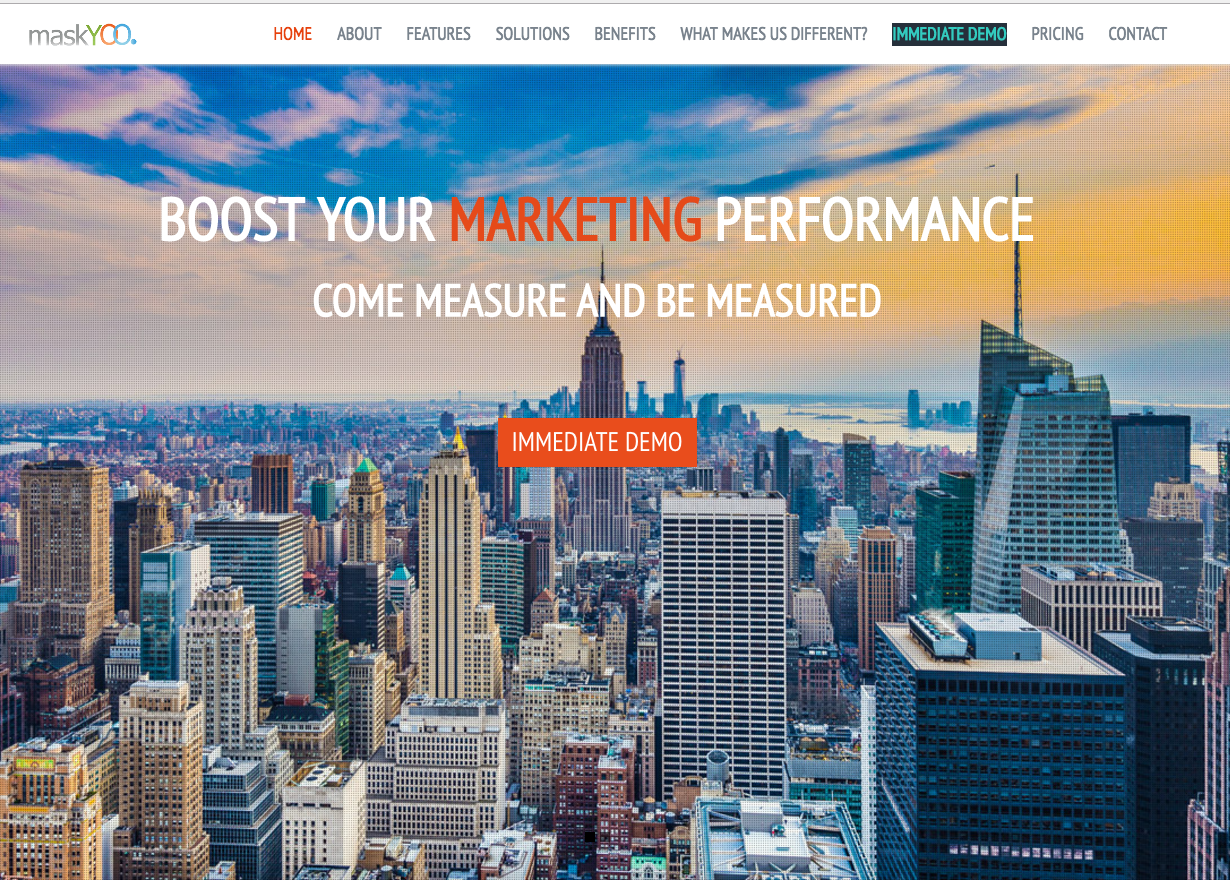 maskYOO.
HOME ABOUT FEATURES SOLUTIONS BENEFITS WHAT MAKES US DIFFERENT? IMMEDIATE DEMO PRICING CONTACT
BOOST YOUR MARKETING PERFORMANCE
COME MEASURE AND BE MEASURED
IMMEDIATE DEMO